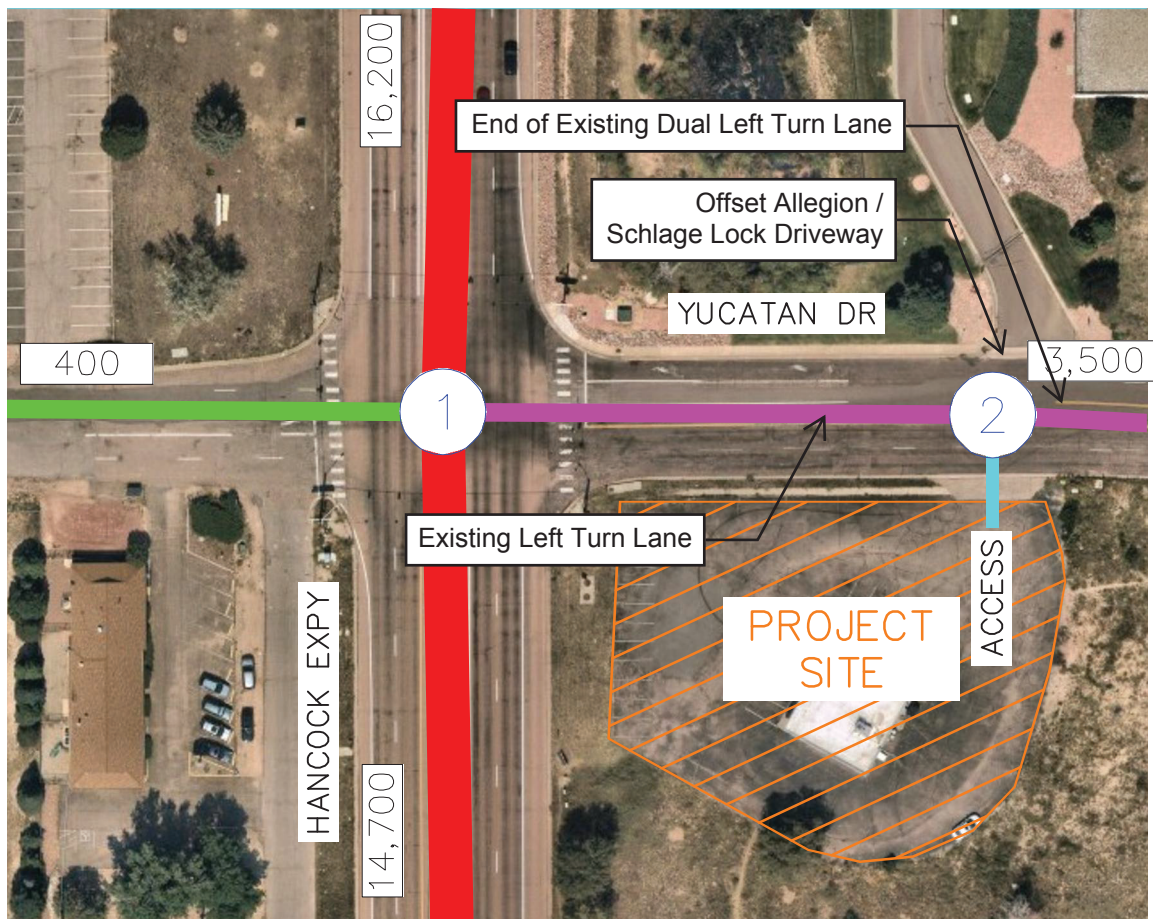 16,200
End of Existing Dual Left Turn Lane
Offset Allegion /
Schlage Lock Driveway
YUCATAN DR
400
3,500
1
2
Existing Left Turn Lane
ACCESS
PROJECT
SITE
HANCOCK EXPY
14,700